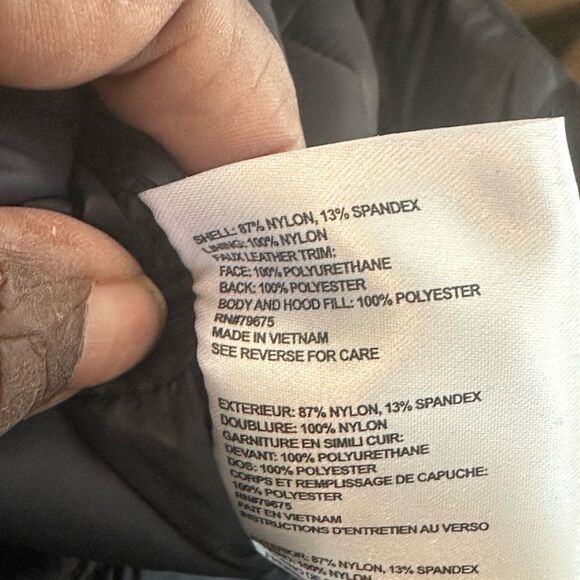 SHELL: 87% NYLON, 13% SPANDEX
LINING: 100% NYLON
FAUX LEATHER TRIM:
FACE: 100% POLYURETHANE
BACK: 100% POLYESTER
BODY AND HOOD FILL: 100% POLYESTER
RN#79675
MADE IN VIETNAM
SEE REVERSE FOR CARE
EXTERIEUR: 87% NYLON, 13% SPANDEX
DOUBLURE: 100% NYLON
GARNITURE EN SIMILI CUIR:
DEVANT: 100% POLYURETHANE
DOS: 100% POLYESTER
CORPS ET REMPLISSAGE DE CAPUCHE:
100% POLYESTER
RN#79675
FAIT EN VIETNAM
INSTRUCTIONS D'ENTRETIEN AU VERSO
87% NYLON, 13% SPANDEX
100% NYLON